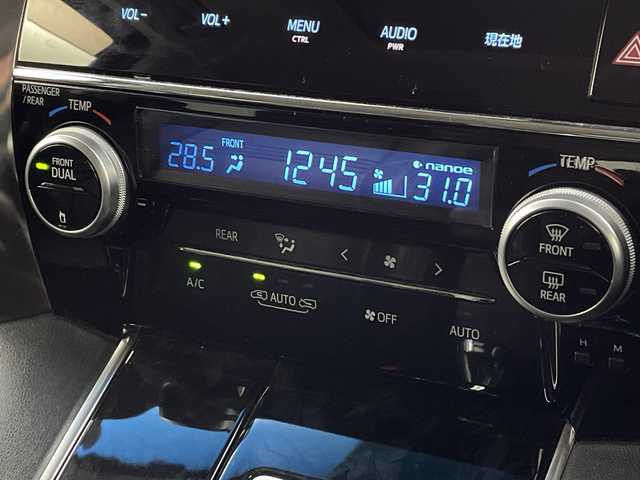 VOL- VOL+ MENU AUDIO 現在地
CTRL PWR
PASSENGER
/REAR
TEMP
FRONT
DUAL
28.5 FRONT 12:45 nanoe 31.0
TEMP
FRONT
REAR
REAR
A/C AUTO OFF AUTO
H M